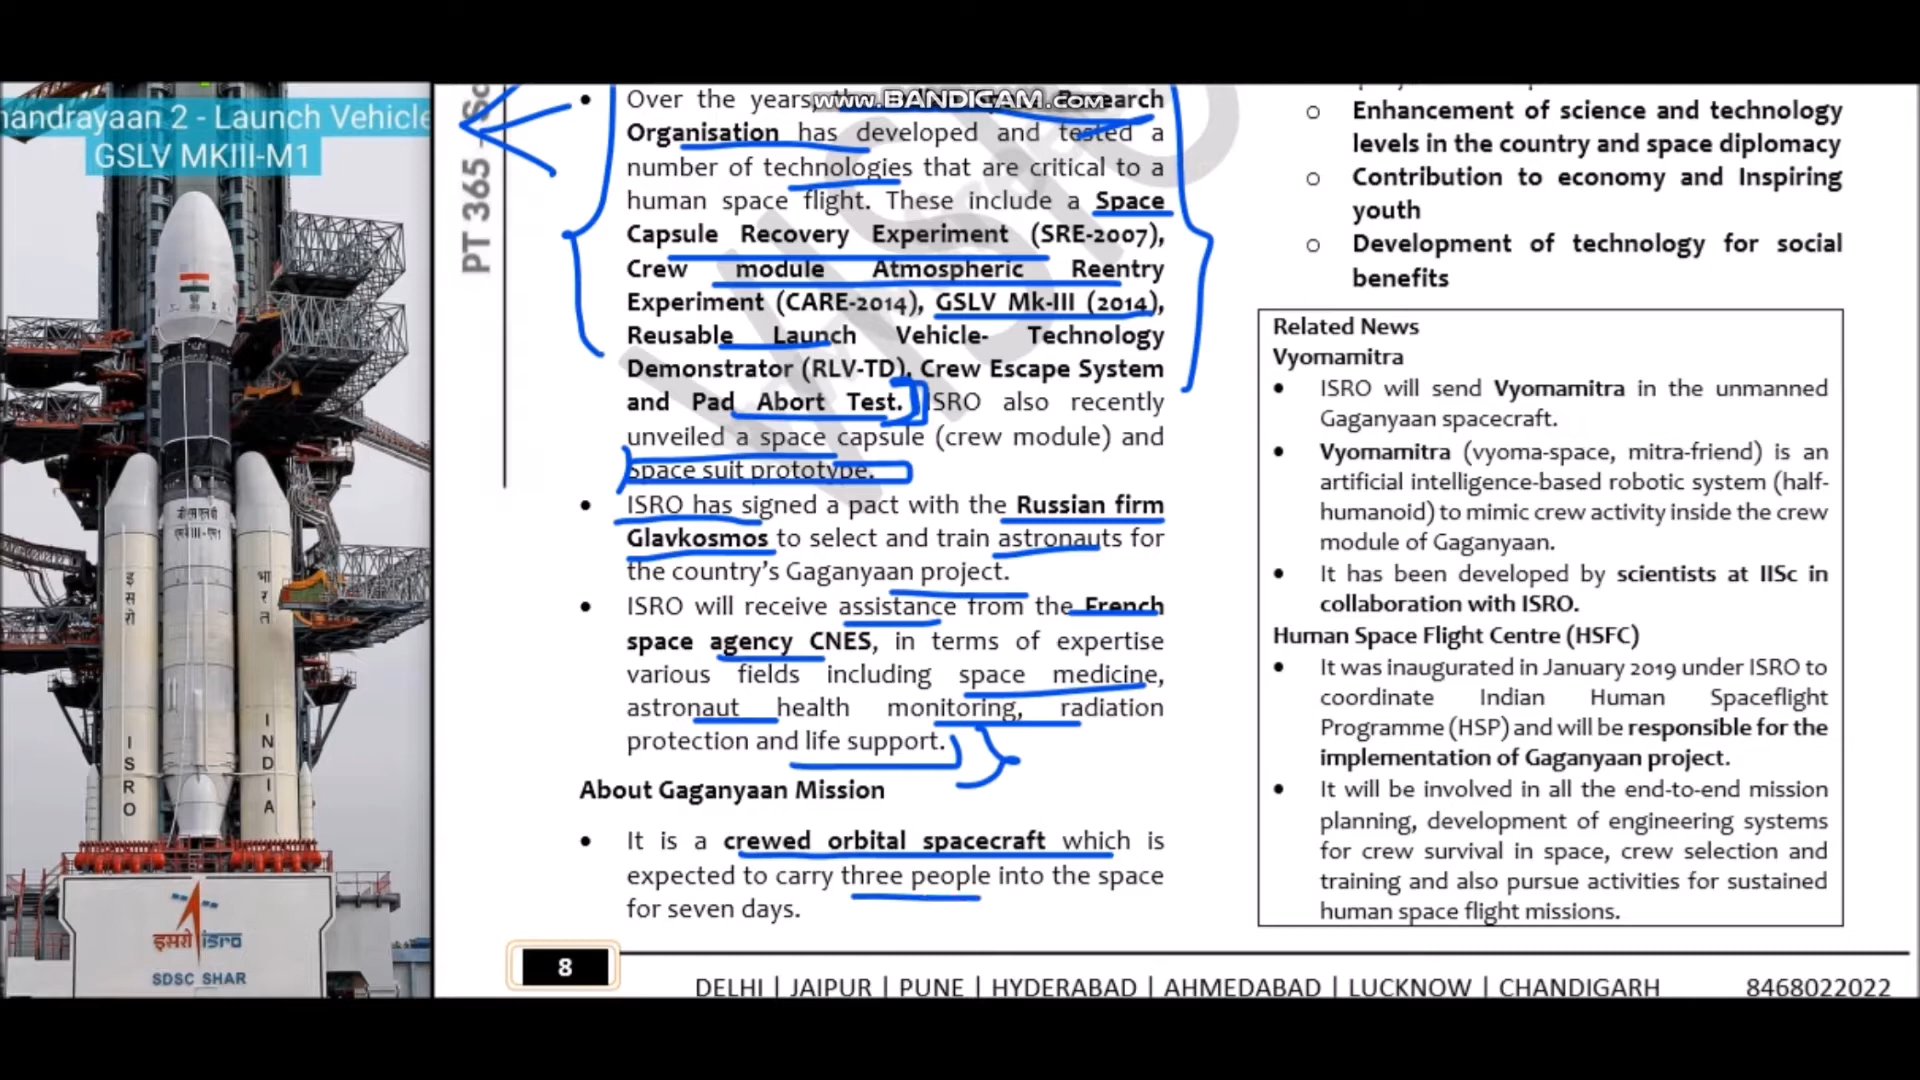 www.BANDICAM.com
handrayaan 2 - Launch Vehicle
GSLV MKIII-M1
जीएसएलवी
इसरो
भारत
ISRO
INDIA
इसरो isro
SDSC SHAR
PT 365
• Over the years, Research
Organisation has developed and tested a
number of technologies that are critical to a
human space flight. These include a Space
Capsule Recovery Experiment (SRE-2007),
Crew module Atmospheric Reentry
Experiment (CARE-2014), GSLV Mk-III (2014),
Reusable Launch Vehicle- Technology
Demonstrator (RLV-TD), Crew Escape System
and Pad Abort Test. ISRO also recently
unveiled a space capsule (crew module) and
space suit prototype.
• ISRO has signed a pact with the Russian firm
Glavkosmos to select and train astronauts for
the country's Gaganyaan project.
• ISRO will receive assistance from the French
space agency CNES, in terms of expertise
various fields including space medicine,
astronaut health monitoring, radiation
protection and life support.
About Gaganyaan Mission
• It is a crewed orbital spacecraft which is
expected to carry three people into the space
for seven days.
o Enhancement of science and technology
levels in the country and space diplomacy
o Contribution to economy and Inspiring
youth
o Development of technology for social
benefits
Related News
Vyomamitra
• ISRO will send Vyomamitra in the unmanned
Gaganyaan spacecraft.
• Vyomamitra (vyoma-space, mitra-friend) is an
artificial intelligence-based robotic system (half-
humanoid) to mimic crew activity inside the crew
module of Gaganyaan.
• It has been developed by scientists at IISc in
collaboration with ISRO.
Human Space Flight Centre (HSFC)
• It was inaugurated in January 2019 under ISRO to
coordinate Indian Human Spaceflight
Programme (HSP) and will be responsible for the
implementation of Gaganyaan project.
• It will be involved in all the end-to-end mission
planning, development of engineering systems
for crew survival in space, crew selection and
training and also pursue activities for sustained
human space flight missions.
8
DELHI | JAIPUR | PUNE | HYDERABAD | AHMEDABAD | LUCKNOW | CHANDIGARH 8468022022